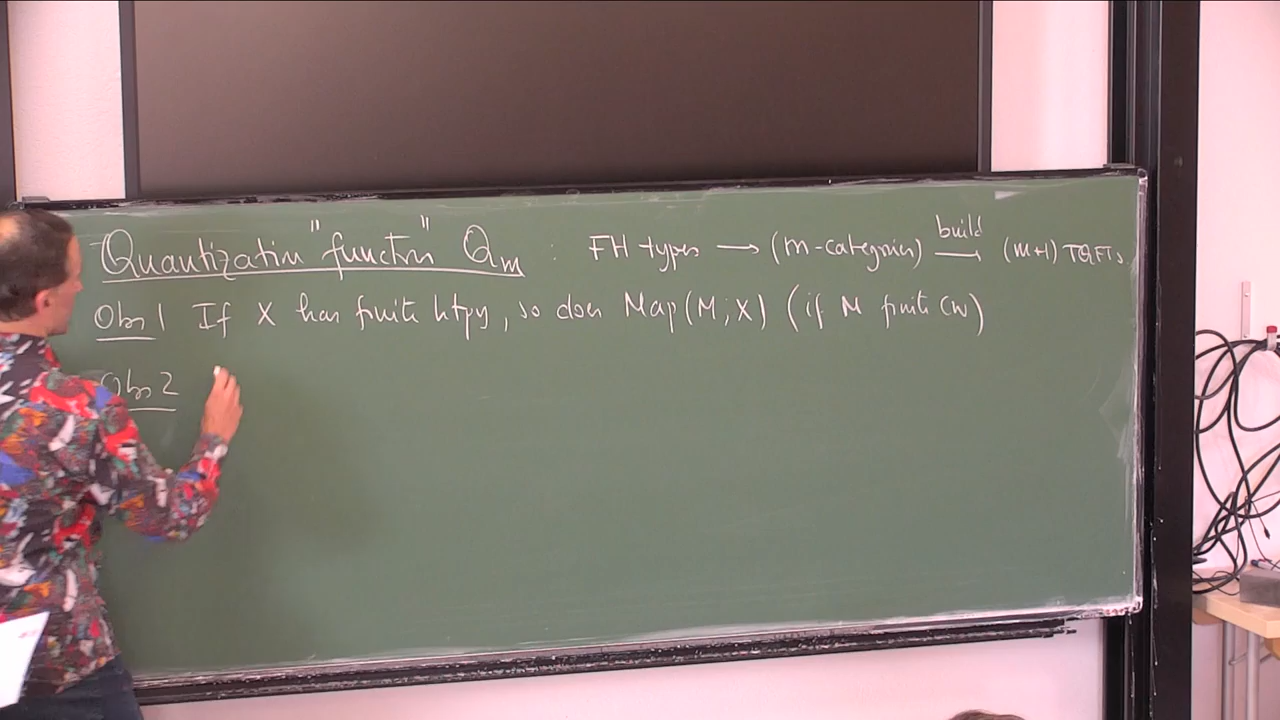 Quantization "functor" Qm : FH types → (m-categories) build→ (m+1) TQFTs
Obs 1 If X has finite htpy, so does Map(M;X) (if M finite CW)
Obs 2